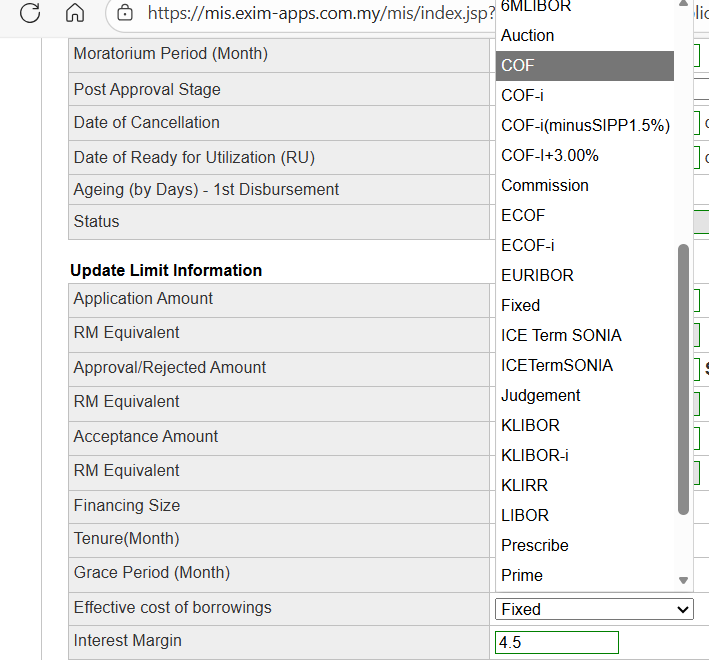 https://mis.exim-apps.com.my/mis/index.jsp?
6MLIBOR
Auction
COF
COF-i
COF-i(minusSIPP1.5%)
COF-I+3.00%
Commission
ECOF
ECOF-i
EURIBOR
Fixed
ICE Term SONIA
ICETermSONIA
Judgement
KLIBOR
KLIBOR-i
KLIRR
LIBOR
Prescribe
Prime
Moratorium Period (Month)
Post Approval Stage
Date of Cancellation
Date of Ready for Utilization (RU)
Ageing (by Days) - 1st Disbursement
Status
Update Limit Information
Application Amount
RM Equivalent
Approval/Rejected Amount
RM Equivalent
Acceptance Amount
RM Equivalent
Financing Size
Tenure(Month)
Grace Period (Month)
Effective cost of borrowings
Fixed
Interest Margin
4.5